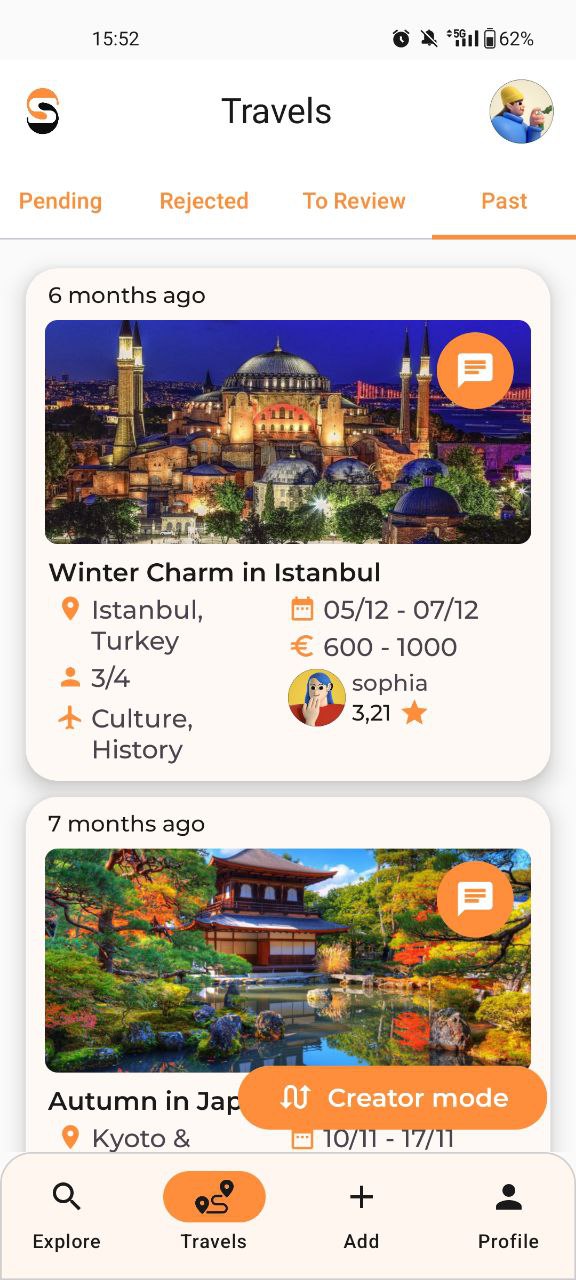 15:52
5G
62%
Travels
Pending
Rejected
To Review
Past
6 months ago
Winter Charm in Istanbul
Istanbul,
Turkey
05/12 - 07/12
€ 600 - 1000
3/4
sophia
3,21
Culture,
History
7 months ago
Autumn in Jap
Creator mode
Kyoto &
10/11 - 17/11
Explore
Travels
Add
Profile